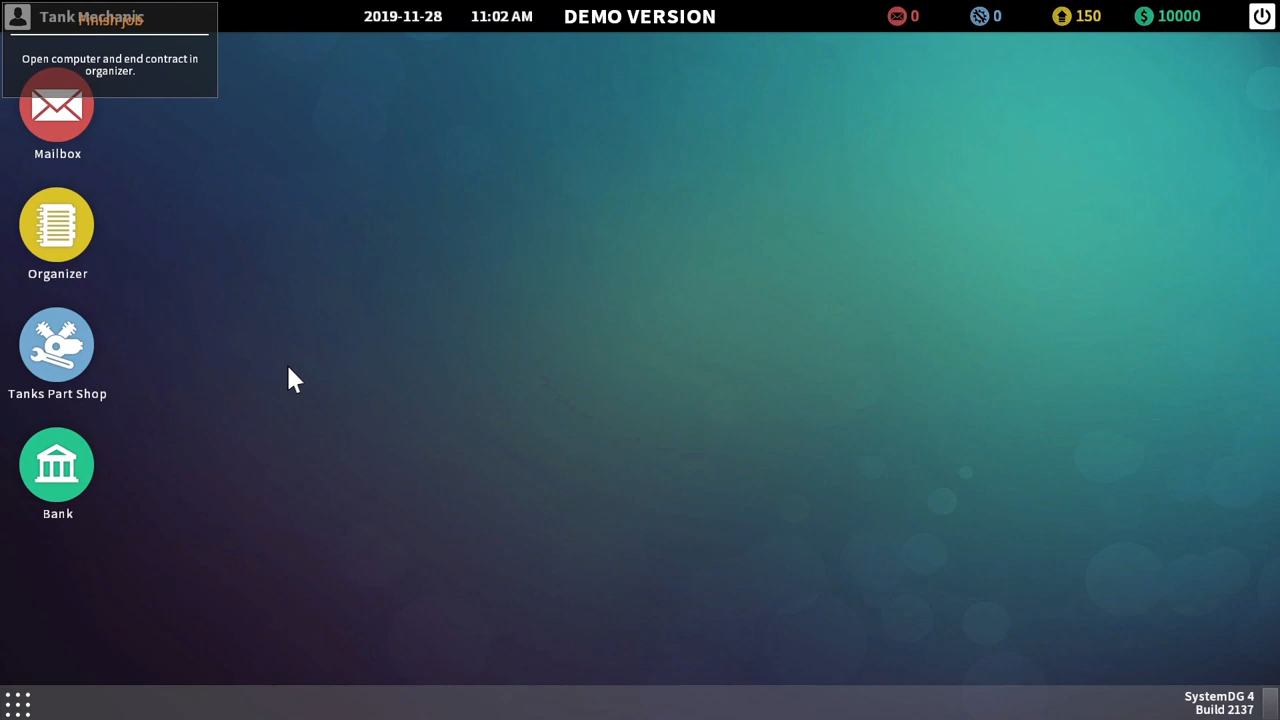 Tank Mechanic
Finish job
2019-11-28
11:02 AM
DEMO VERSION
0
0
150
10000
Open computer and end contract in
organizer.
Mailbox
Organizer
Tanks Part Shop
Bank
SystemDG 4
Build 2137